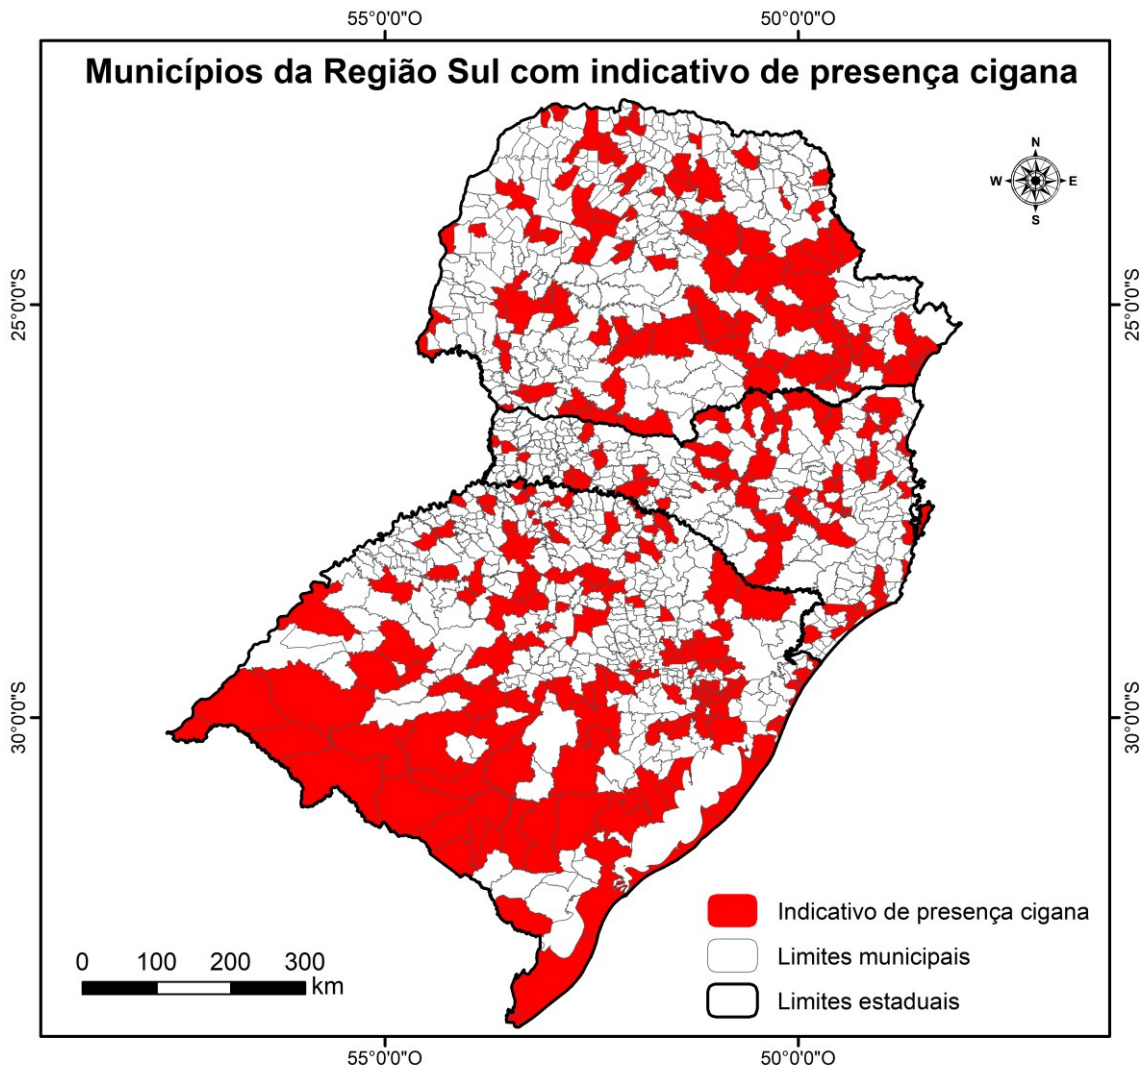 55°0'0"O 50°0'0"O
Municípios da Região Sul com indicativo de presença cigana
N
W E
S
25°0'0"S 25°0'0"S
30°0'0"S 30°0'0"S
Indicativo de presença cigana
Limites municipais
Limites estaduais
0 100 200 300
km
55°0'0"O 50°0'0"O